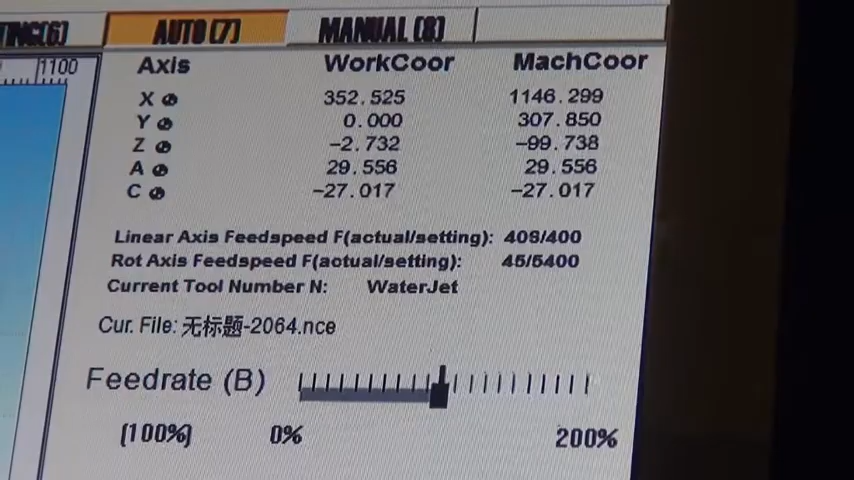 TING(6) AUTO(7) MANUAL(8)
1100
Axis WorkCoor MachCoor
X 352.525 1146.299
Y 0.000 307.850
Z -2.732 -99.738
A 29.556 29.556
C -27.017 -27.017
Linear Axis Feedspeed F(actual/setting): 408/400
Rot Axis Feedspeed F(actual/setting): 45/5400
Current Tool Number N: WaterJet
Cur. File: 无标题-2064.nce
Feedrate (B)
(100%) 0% 200%